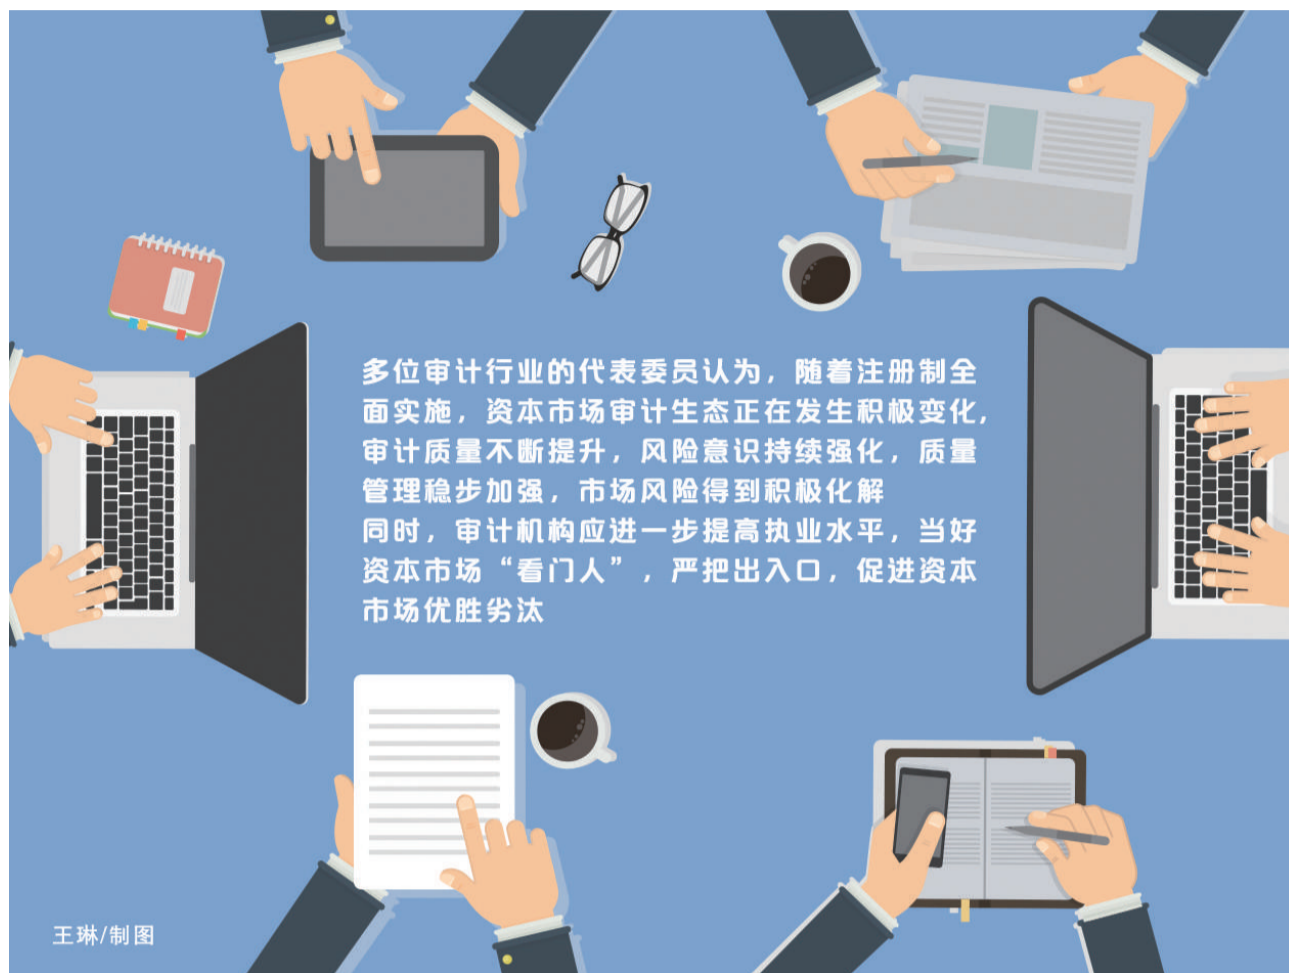 多位审计行业的代表委员认为，随着注册制全
面实施，资本市场审计生态正在发生积极变化，
审计质量不断提升，风险意识持续强化，质量
管理稳步加强，市场风险得到积极化解
同时，审计机构应进一步提高执业水平，当好
资本市场“看门人”，严把出入口，促进资本
市场优胜劣汰
王琳/制图